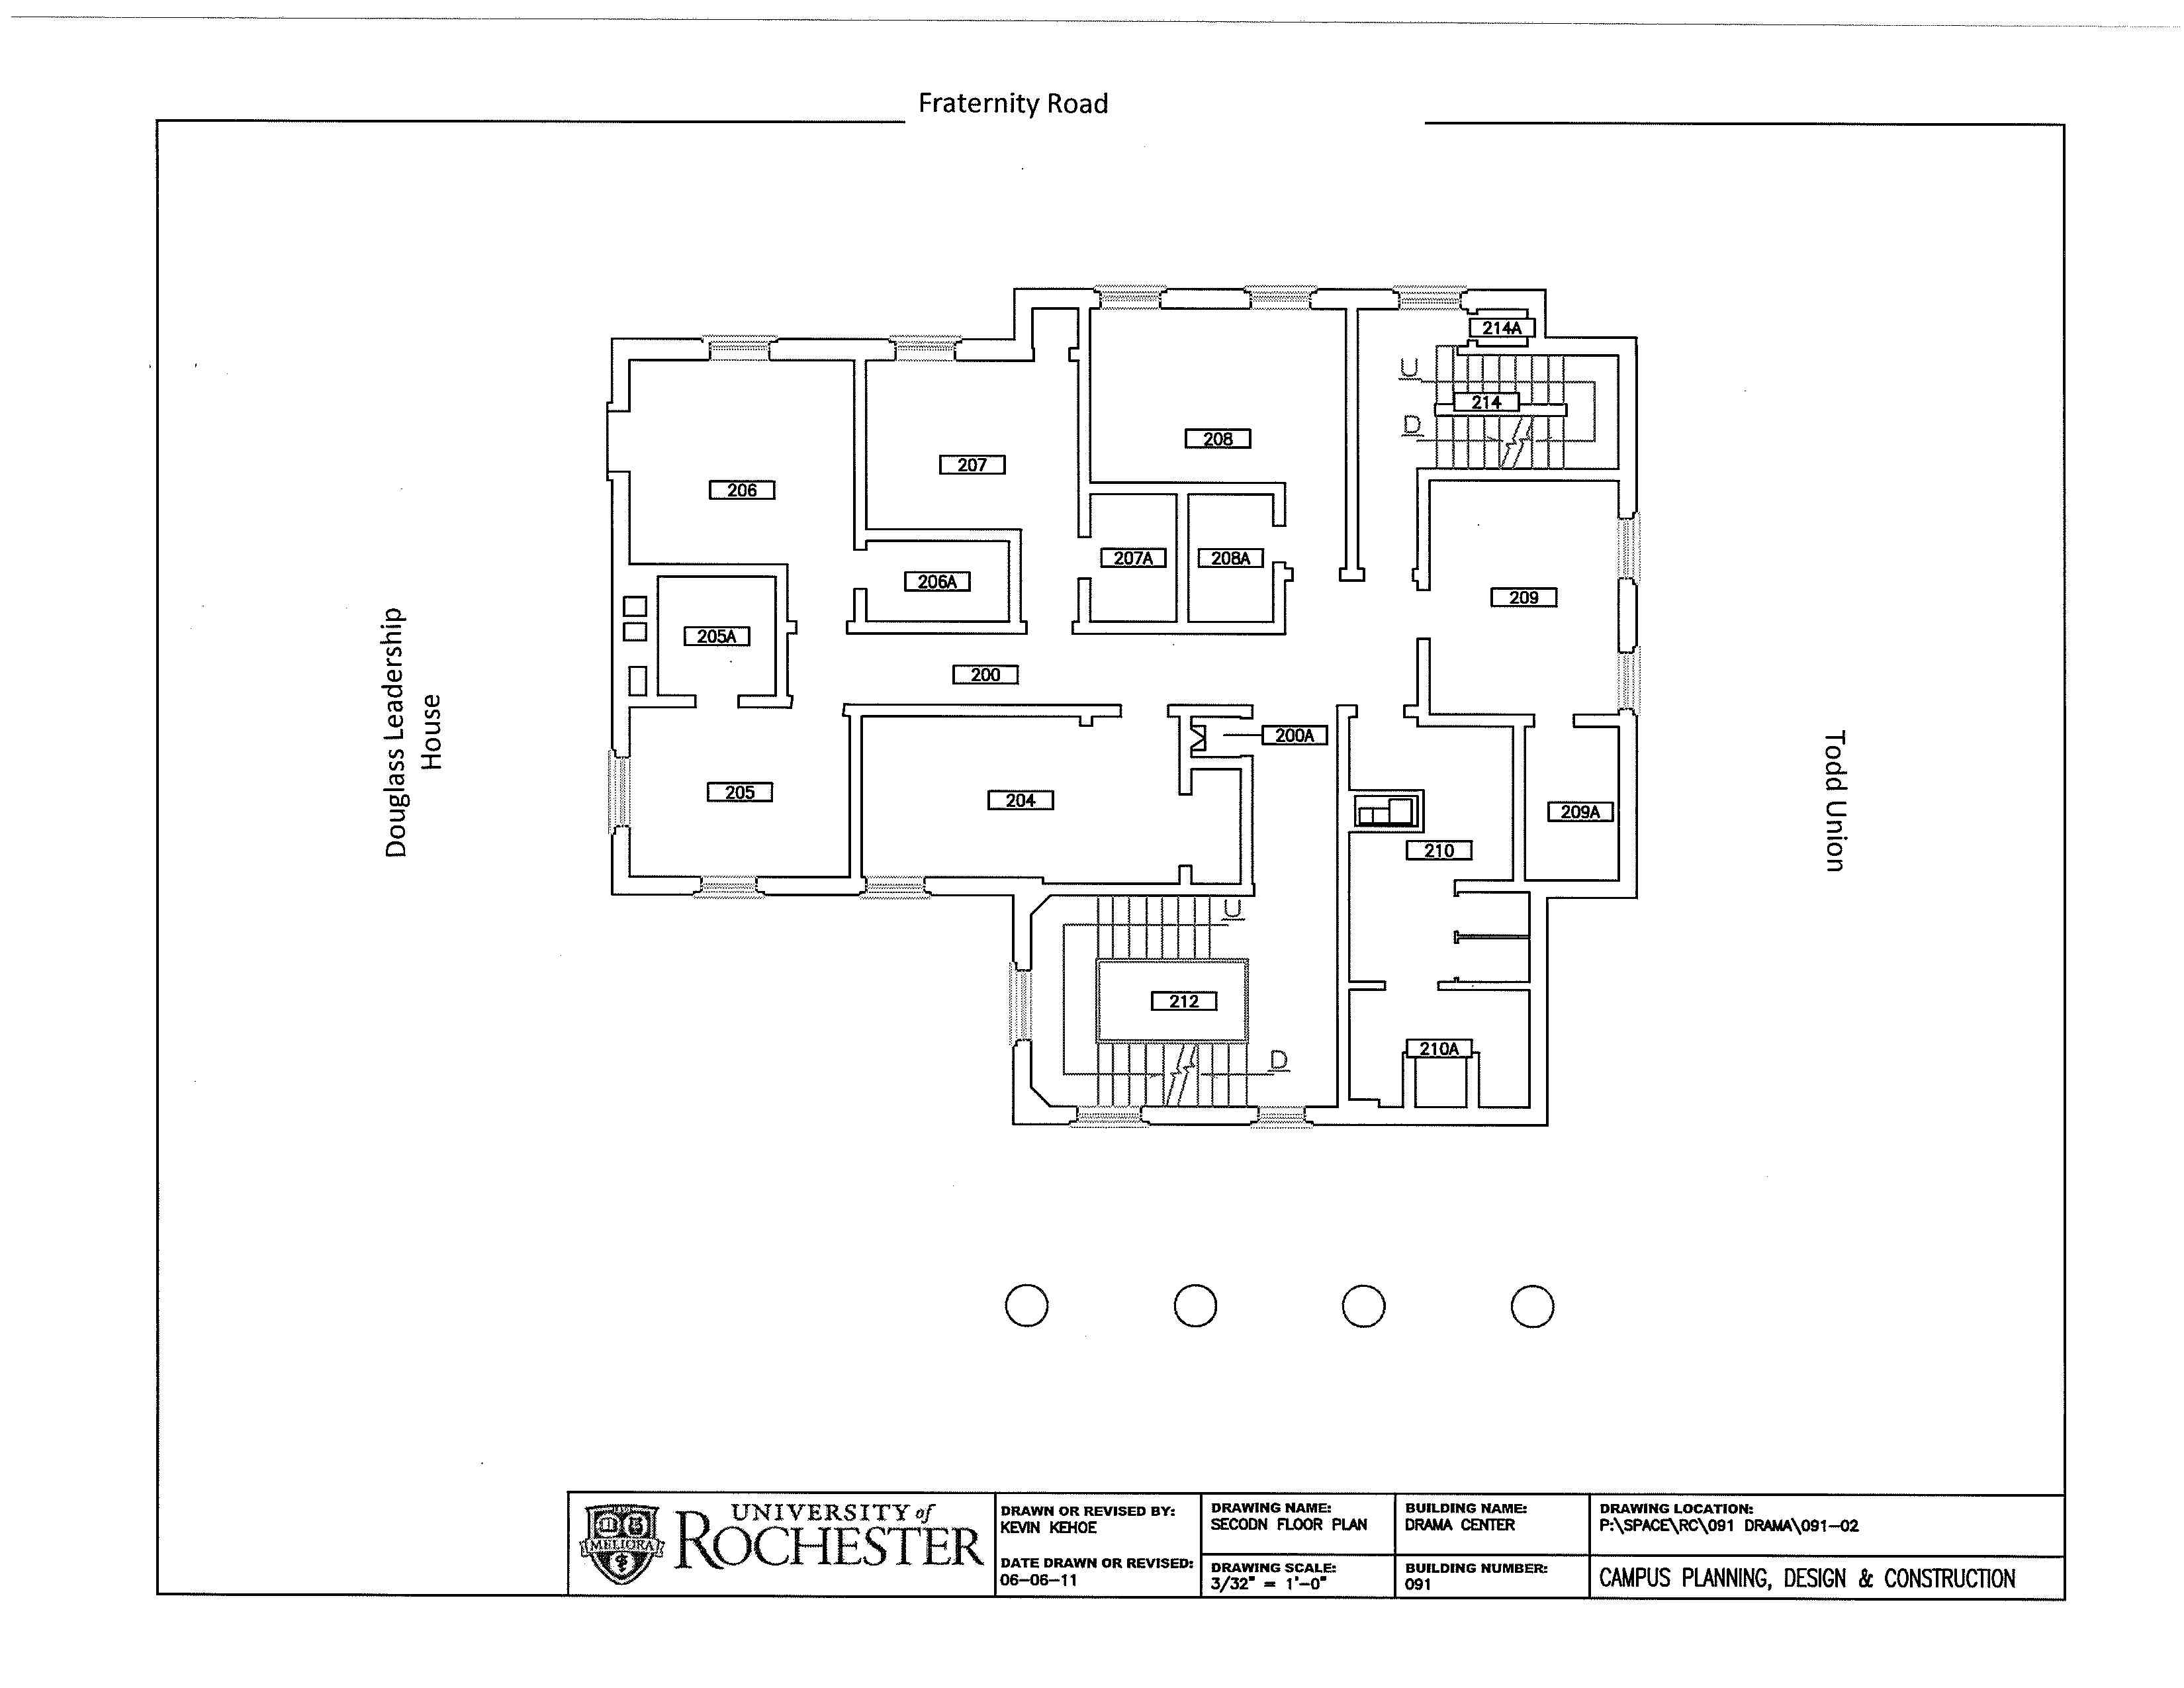 Fraternity Road
214A
U
214
D
208
207
206
207A
208A
206A
209
205A
200
Douglass Leadership
House
200A
Todd Union
205
204
209A
210
U
212
210A
D
UNIVERSITY of
ROCHESTER
MELIORA
DRAWN OR REVISED BY:
KEVIN KEHOE
DATE DRAWN OR REVISED:
06-06-11
DRAWING NAME:
SECODN FLOOR PLAN
DRAWING SCALE:
3/32" = 1'-0"
BUILDING NAME:
DRAMA CENTER
BUILDING NUMBER:
091
DRAWING LOCATION:
P:\SPACE\RC\091 DRAMA\091-02
CAMPUS PLANNING, DESIGN & CONSTRUCTION